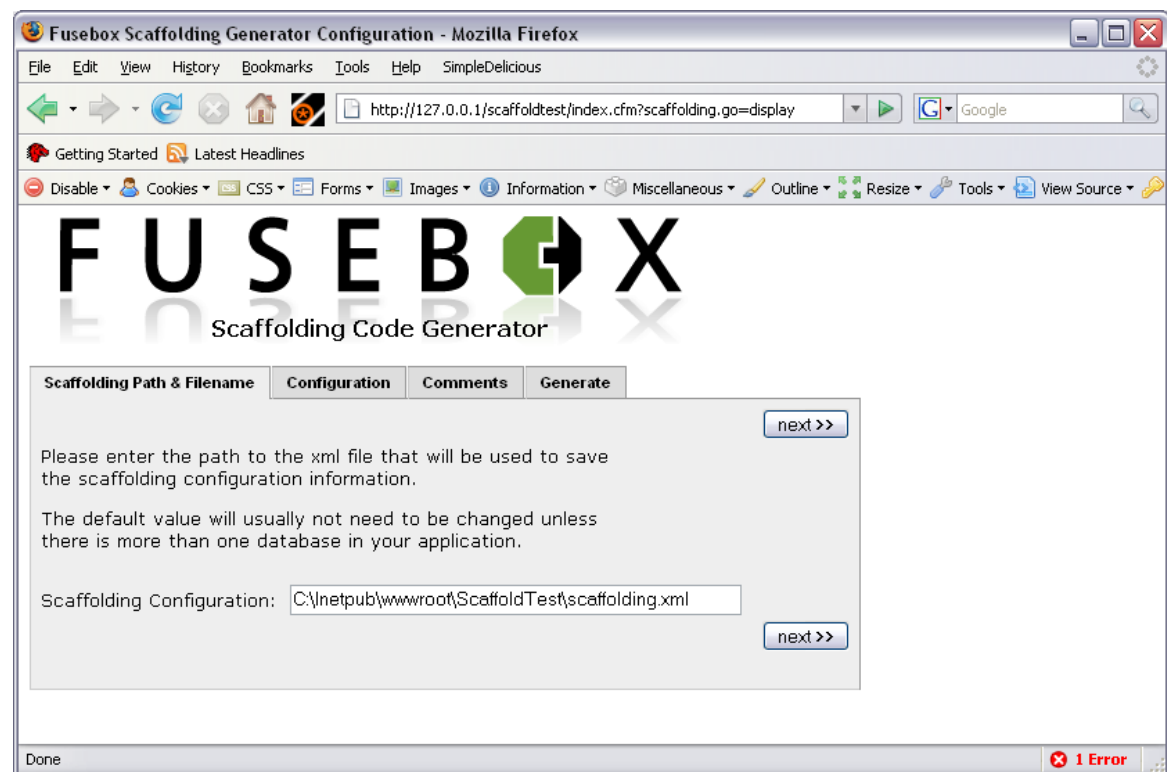 Fusebox Scaffolding Generator Configuration - Mozilla Firefox
File Edit View History Bookmarks Tools Help SimpleDelicious
http://127.0.0.1/scaffoldtest/index.cfm?scaffolding.go=display G Google
Getting Started Latest Headlines
Disable Cookies CSS Forms Images Information Miscellaneous Outline Resize Tools View Source
FUSEBOX
Scaffolding Code Generator
Scaffolding Path & Filename Configuration Comments Generate
next >>
Please enter the path to the xml file that will be used to save
the scaffolding configuration information.
The default value will usually not need to be changed unless
there is more than one database in your application.
Scaffolding Configuration: C:\Inetpub\wwwroot\ScaffoldTest\scaffolding.xml
next >>
Done 1 Error